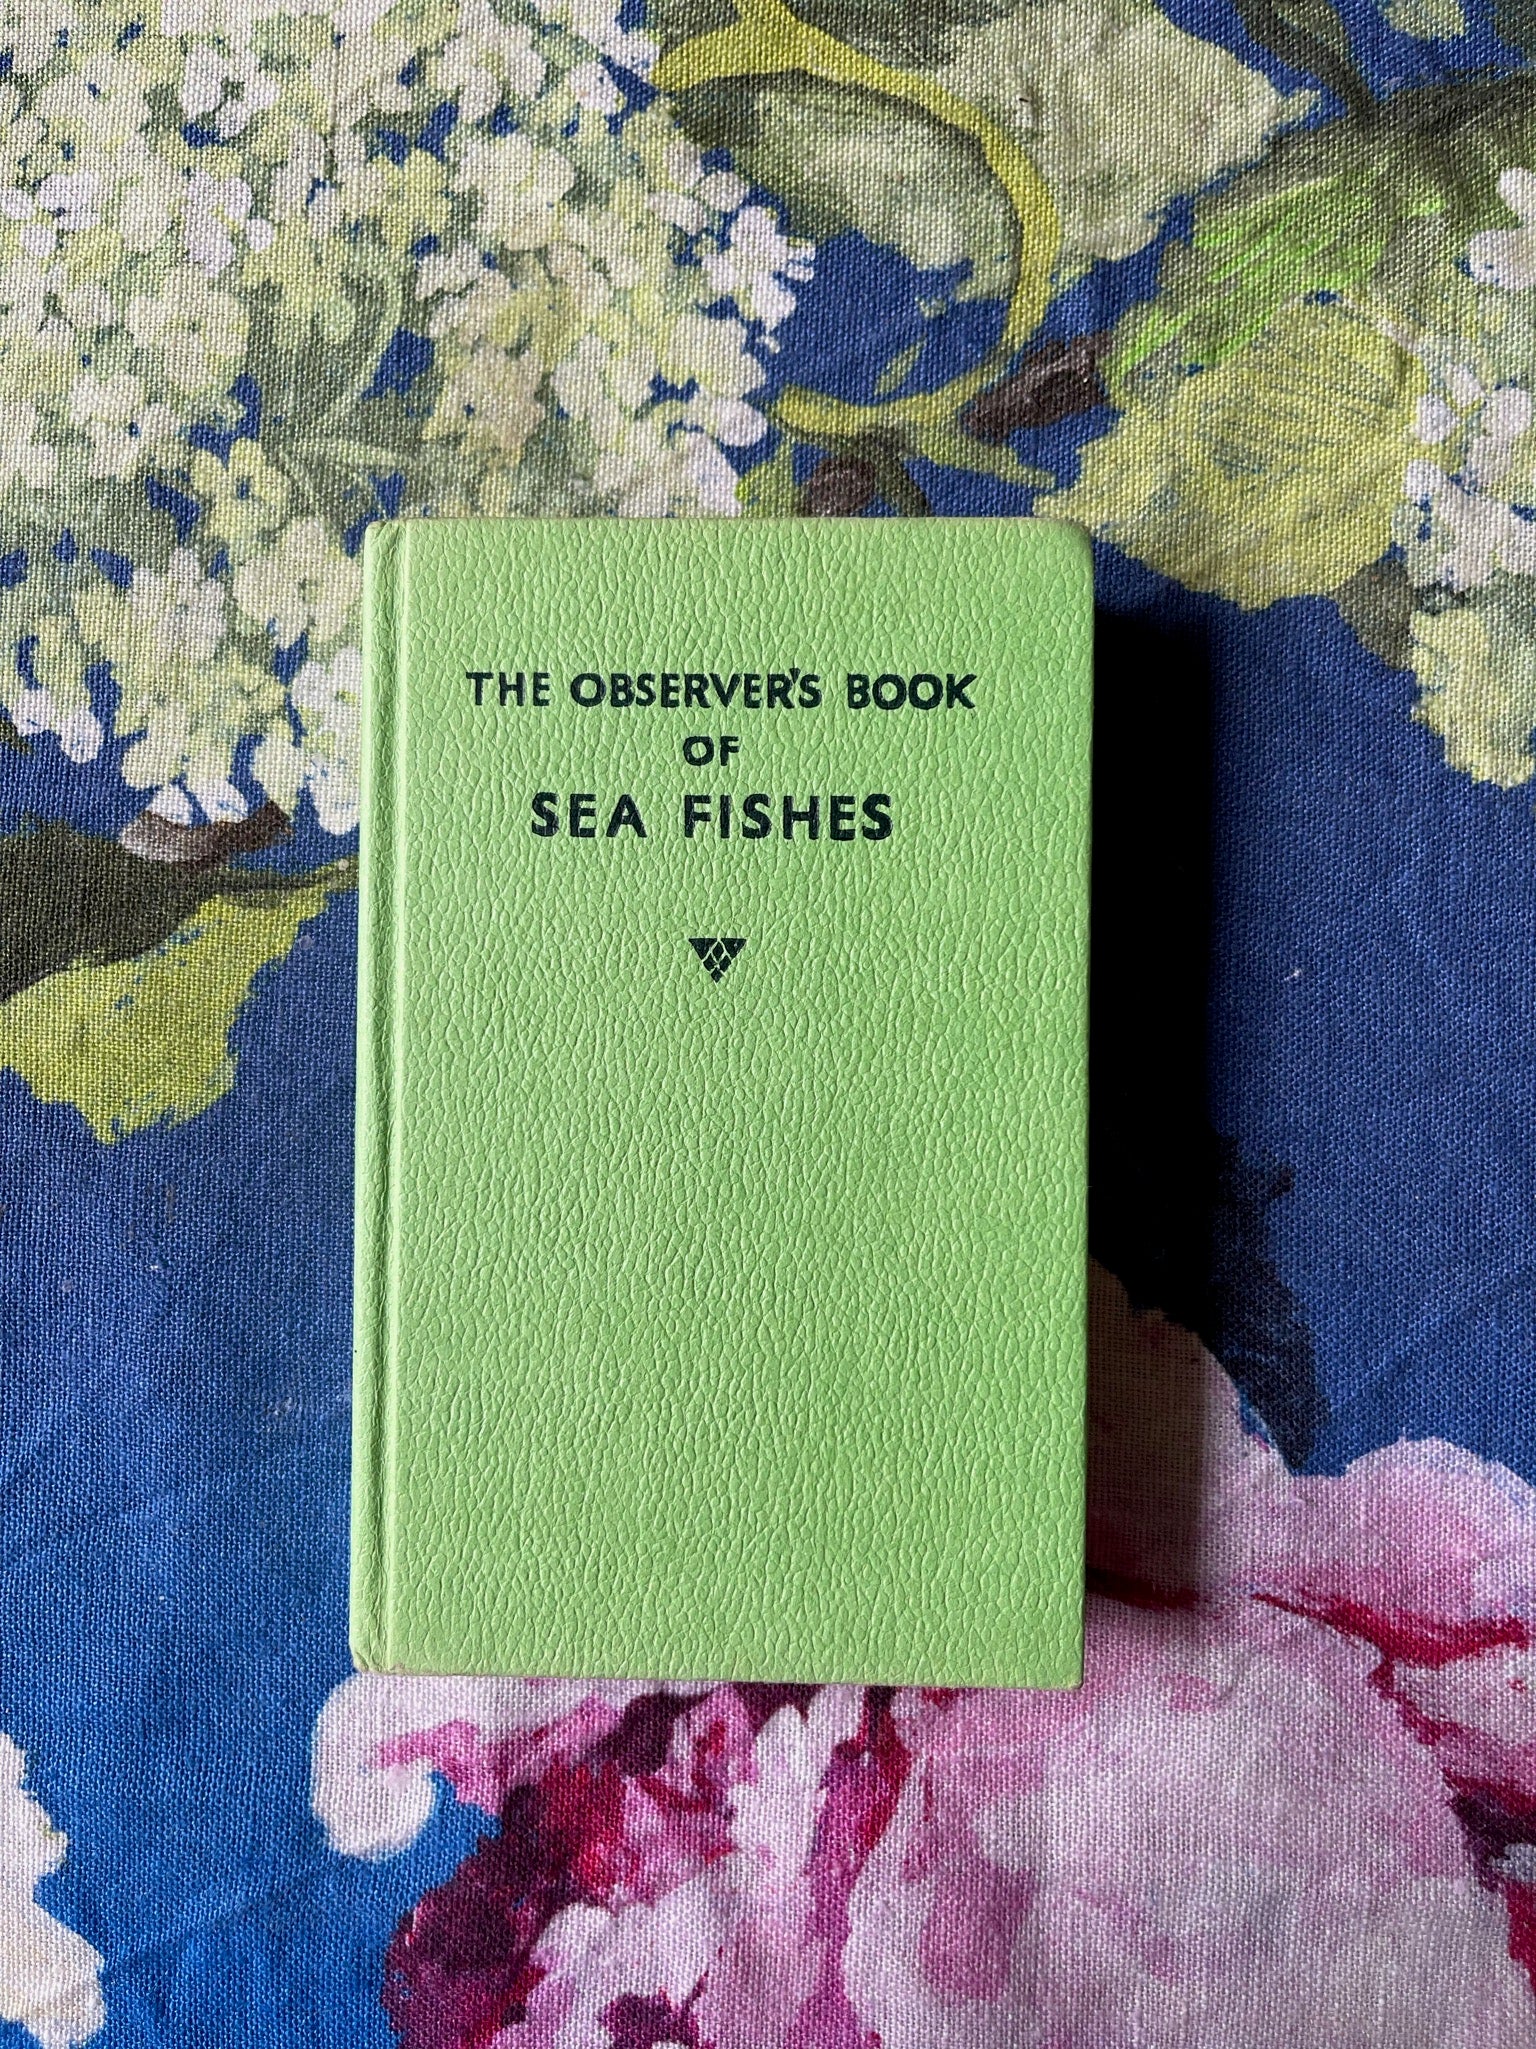 THE OBSERVER'S BOOK
OF
SEA FISHES